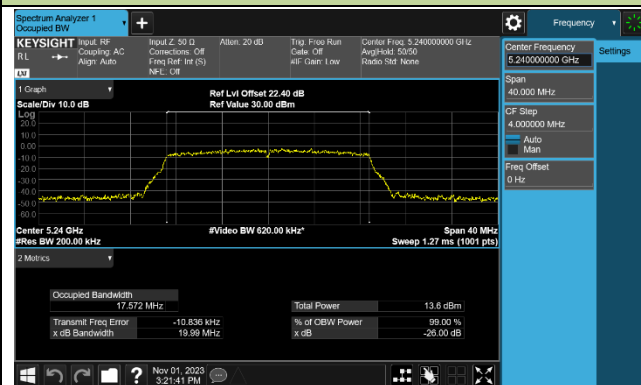 Spectrum Analyzer 1
Occupied BW
Frequency
KEYSIGHT
Input: RF
Coupling: AC
Align: Auto
Input Z: 50 Ω
Corrections: Off
Freq Ref: Int (S)
NFE: Off
Atten: 20 dB
Trig: Free Run
Gate: Off
#IF Gain: Low
Center Freq: 5.240000000 GHz
Avg|Hold: 50/50
Radio Std: None
RL
LXI
Center Frequency
5.240000000 GHz
Settings
Span
40.000 MHz
CF Step
4.000000 MHz
Auto
Man
Freq Offset
0 Hz
1 Graph
Scale/Div 10.0 dB
Ref Lvl Offset 22.40 dB
Ref Value 30.00 dBm
Log
20.0
10.0
0.00
-10.0
-20.0
-30.0
-40.0
-50.0
-60.0
Center 5.24 GHz
#Res BW 200.00 kHz
#Video BW 620.00 kHz*
Span 40 MHz
Sweep 1.27 ms (1001 pts)
2 Metrics
Occupied Bandwidth
17.572 MHz
Total Power
13.6 dBm
Transmit Freq Error
-10.836 kHz
% of OBW Power
99.00 %
x dB Bandwidth
19.99 MHz
x dB
-26.00 dB
?
Nov 01, 2023
3:21:41 PM